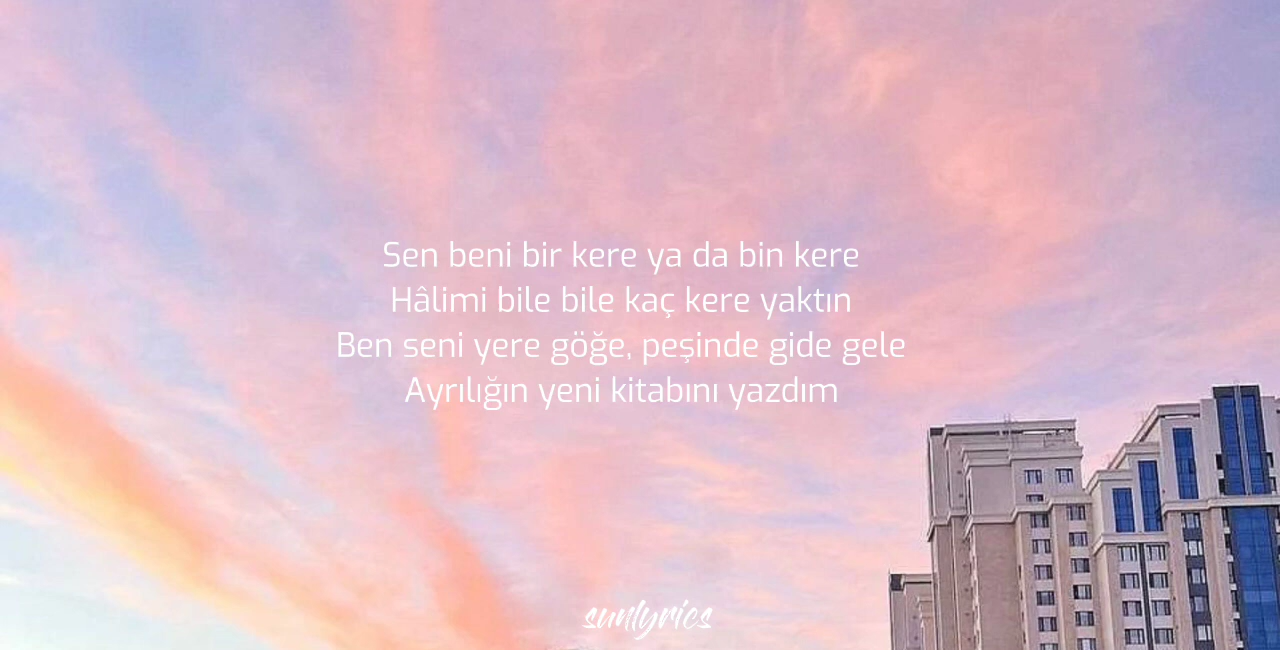 Sen beni bir kere ya da bin kere
Hâlimi bile bile kaç kere yaktın
Ben seni yere göğe, peşinde gide gele
Ayrılığın yeni kitabını yazdım
sunlyrics